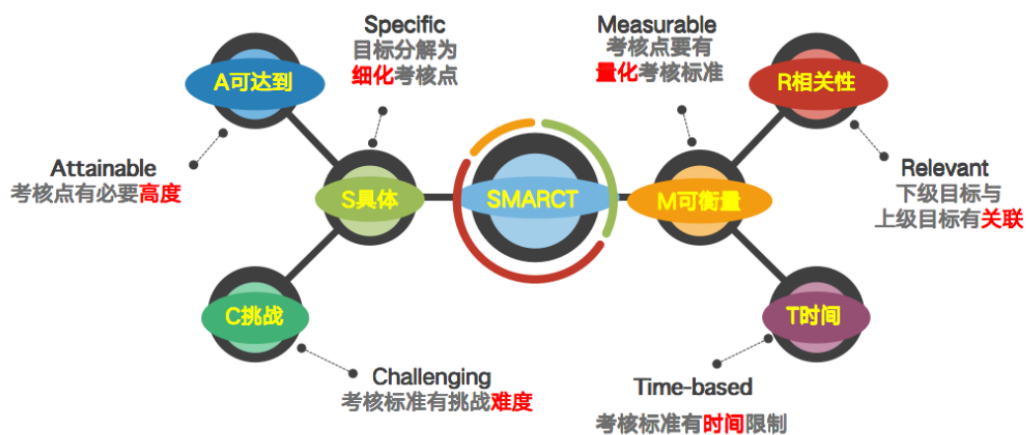 Specific
目标分解为
细化考核点
Measurable
考核点要有
量化考核标准
A可达到
R相关性
Attainable
考核点有必要高度
S具体
SMARCT
M可衡量
Relevant
下级目标与
上级目标有关联
C挑战
T时间
Challenging
考核标准有挑战难度
Time-based
考核标准有时间限制